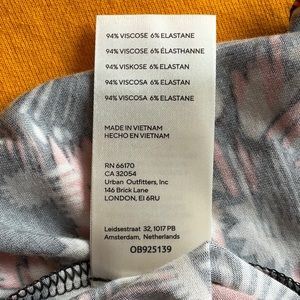 94% VISCOSE 6% ELASTANE
94% VISCOSE 6% ÉLASTHANNE
94% VISKOSE 6% ELASTAN
94% VISCOSA 6% ELASTAN
94% VISCOSA 6% ELASTANE
MADE IN VIETNAM
HECHO EN VIETNAM
RN 66170
CA 32054
Urban Outfitters, Inc
146 Brick Lane
LONDON, E1 6RU
Leidsestraat 32, 1017 PB
Amsterdam, Netherlands
OB925139